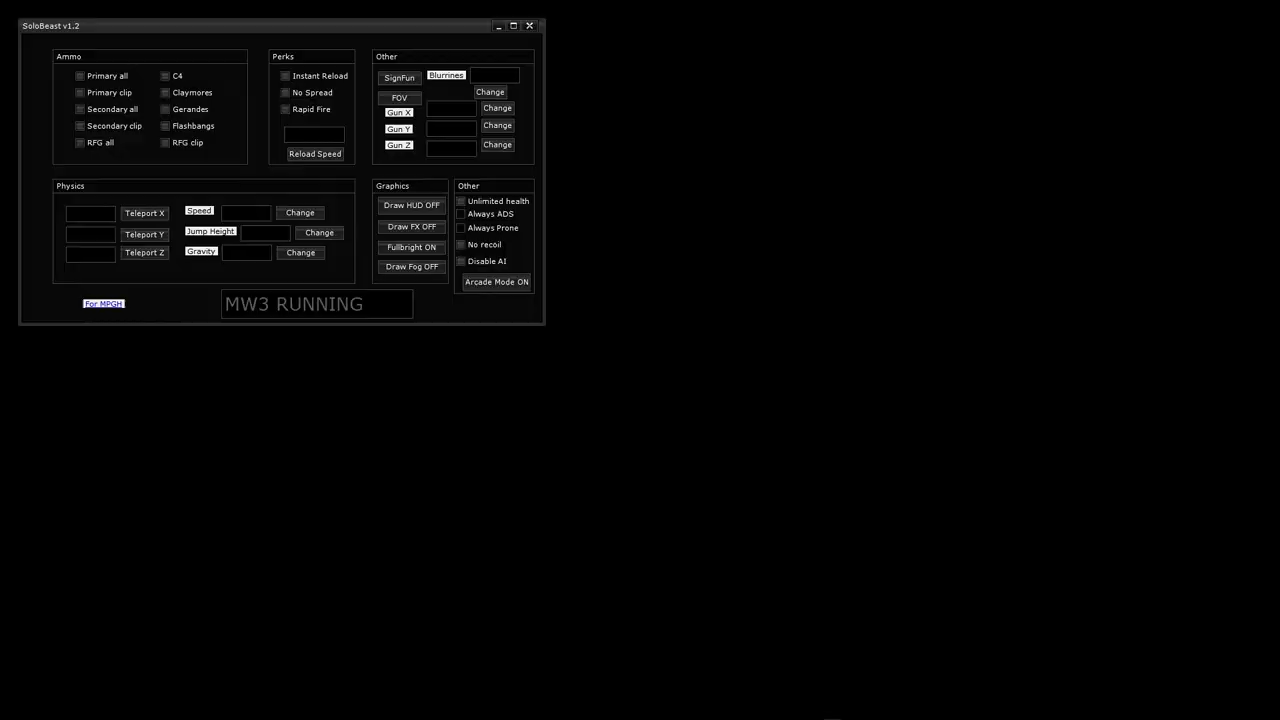 SoloBeast v1.2
Ammo
Primary all
C4
Primary clip
Claymores
Secondary all
Gerandes
Secondary clip
Flashbangs
RFG all
RFG clip
Perks
Instant Reload
No Spread
Rapid Fire
Reload Speed
Other
SignFun
Blurrines
Change
FOV
Gun X
Change
Gun Y
Change
Gun Z
Change
Physics
Teleport X
Speed
Change
Teleport Y
Jump Height
Change
Teleport Z
Gravity
Change
Graphics
Draw HUD OFF
Draw FX OFF
Fullbright ON
Draw Fog OFF
Other
Unlimited health
Always ADS
Always Prone
No recoil
Disable AI
Arcade Mode ON
For MPGH
MW3 RUNNING